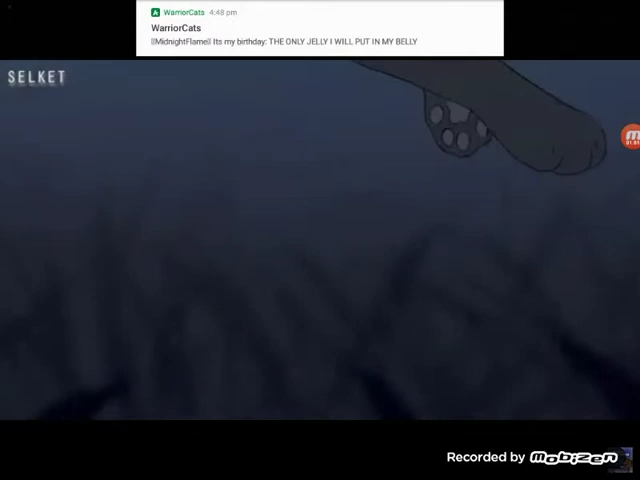 WarriorCats 4:48 pm
WarriorCats
||MidnightFlame|| Its my birthday: THE ONLY JELLY I WILL PUT IN MY BELLY
SELKET
M
Recorded by Mobizen